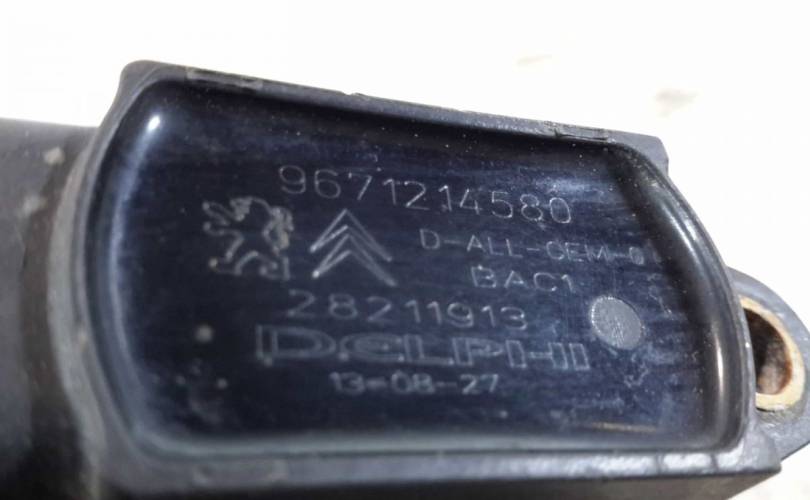 9671214580
D-ALL-CEM-0
BAC1
28211913
DELPHI
13-08-27